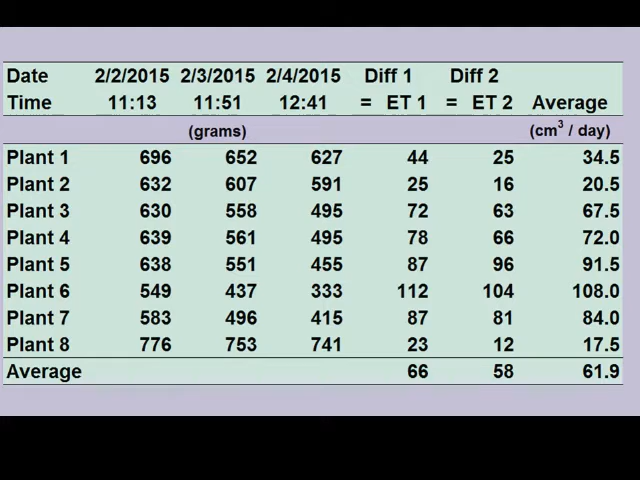 Date 2/2/2015 2/3/2015 2/4/2015 Diff 1 Diff 2
Time 11:13 11:51 12:41 = ET 1 = ET 2 Average
(grams) (cm³ / day)
Plant 1 696 652 627 44 25 34.5
Plant 2 632 607 591 25 16 20.5
Plant 3 630 558 495 72 63 67.5
Plant 4 639 561 495 78 66 72.0
Plant 5 638 551 455 87 96 91.5
Plant 6 549 437 333 112 104 108.0
Plant 7 583 496 415 87 81 84.0
Plant 8 776 753 741 23 12 17.5
Average 66 58 61.9